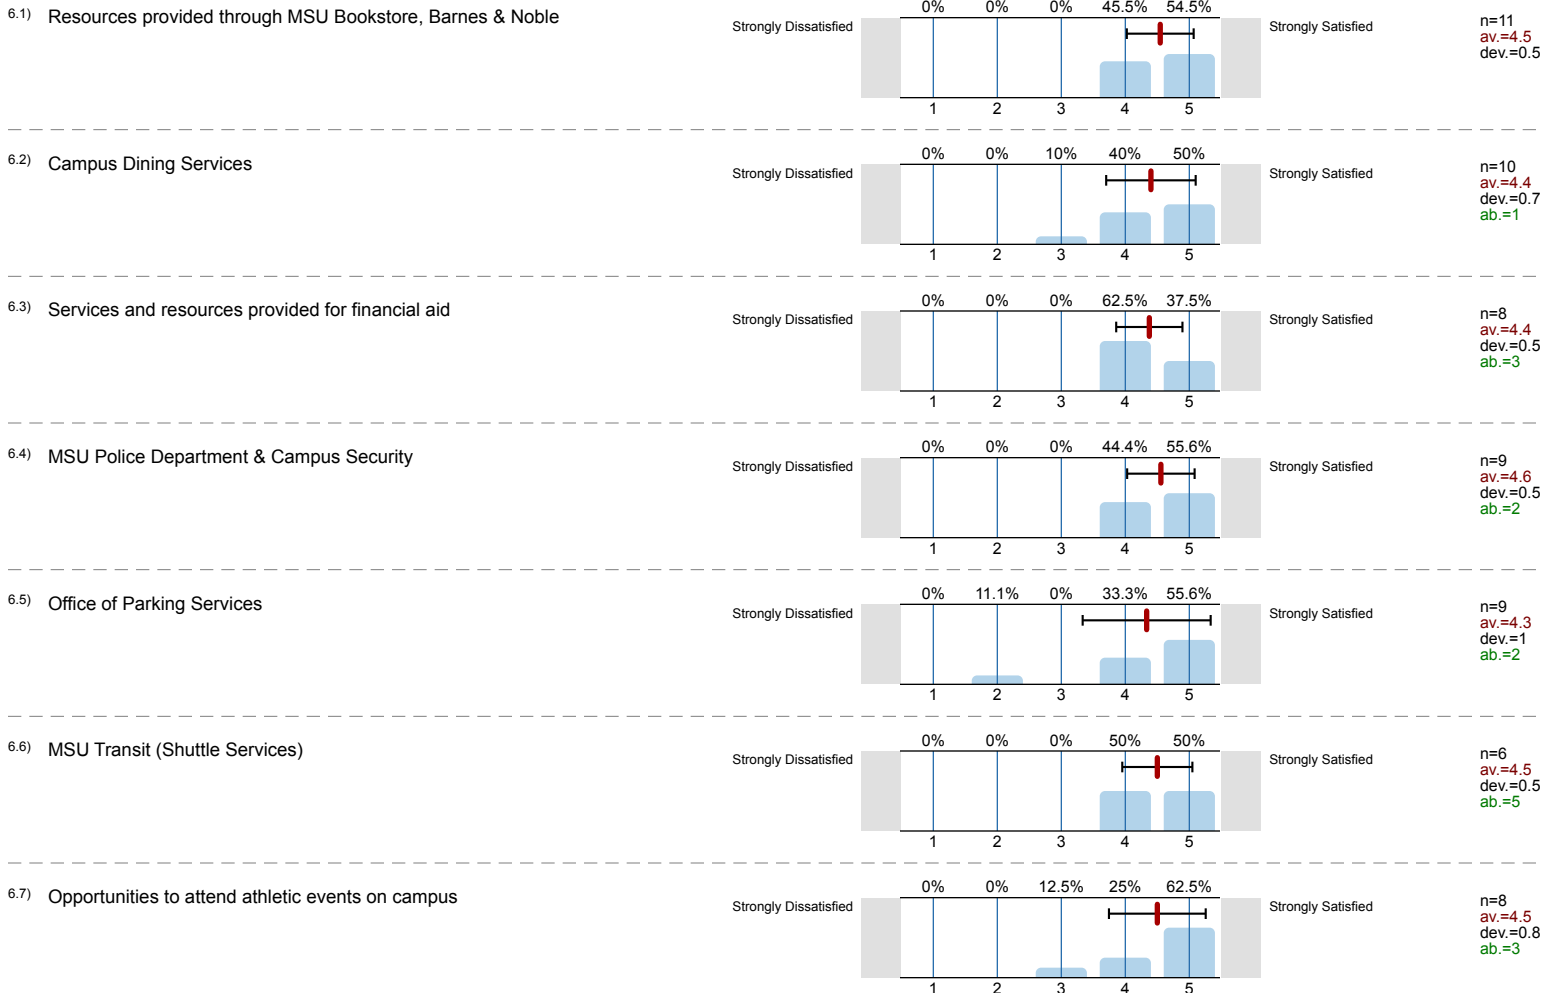 6.1) Resources provided through MSU Bookstore, Barnes & Noble
0% 0% 0% 45.5% 54.5%
Strongly Dissatisfied Strongly Satisfied
n=11
av.=4.5
dev.=0.5
1 2 3 4 5
6.2) Campus Dining Services
0% 0% 10% 40% 50%
Strongly Dissatisfied Strongly Satisfied
n=10
av.=4.4
dev.=0.7
ab.=1
1 2 3 4 5
6.3) Services and resources provided for financial aid
0% 0% 0% 62.5% 37.5%
Strongly Dissatisfied Strongly Satisfied
n=8
av.=4.4
dev.=0.5
ab.=3
1 2 3 4 5
6.4) MSU Police Department & Campus Security
0% 0% 0% 44.4% 55.6%
Strongly Dissatisfied Strongly Satisfied
n=9
av.=4.6
dev.=0.5
ab.=2
1 2 3 4 5
6.5) Office of Parking Services
0% 11.1% 0% 33.3% 55.6%
Strongly Dissatisfied Strongly Satisfied
n=9
av.=4.3
dev.=1
ab.=2
1 2 3 4 5
6.6) MSU Transit (Shuttle Services)
0% 0% 0% 50% 50%
Strongly Dissatisfied Strongly Satisfied
n=6
av.=4.5
dev.=0.5
ab.=5
1 2 3 4 5
6.7) Opportunities to attend athletic events on campus
0% 0% 12.5% 25% 62.5%
Strongly Dissatisfied Strongly Satisfied
n=8
av.=4.5
dev.=0.8
ab.=3
1 2 3 4 5